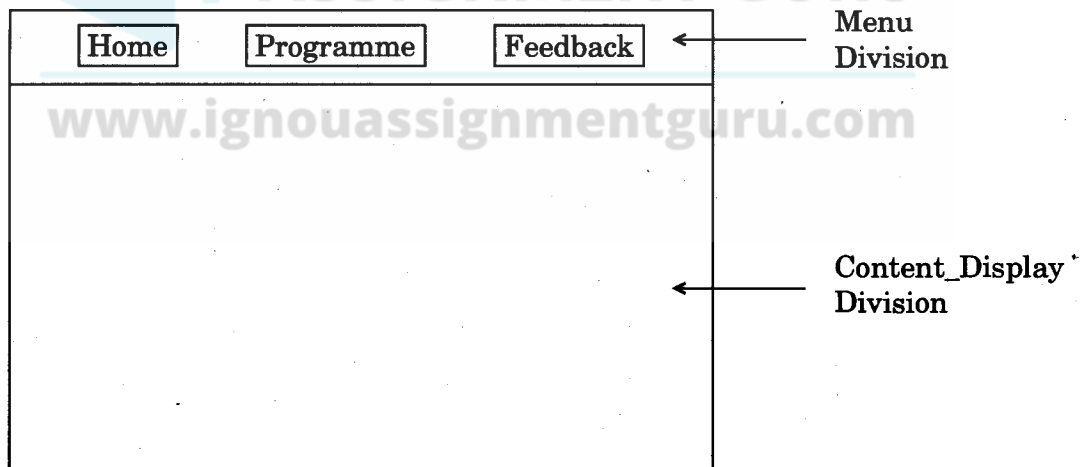 Home Programme Feedback
Menu
Division
www.ignouassignmentguru.com
Content_Display
Division